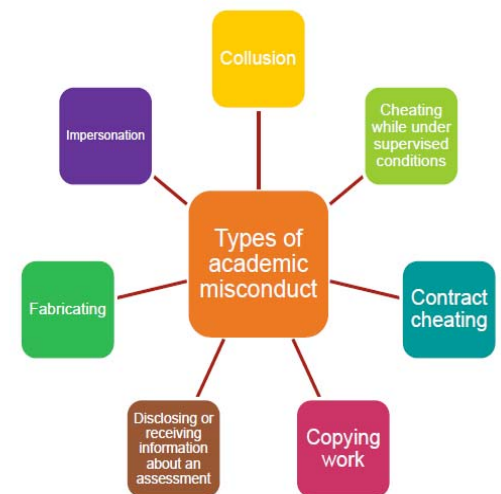 Collusion
Cheating
while under
supervised
conditions
Impersonation
Types of
academic
misconduct
Contract
cheating
Fabricating
Disclosing or
receiving
information
about an
assessment
Copying
work